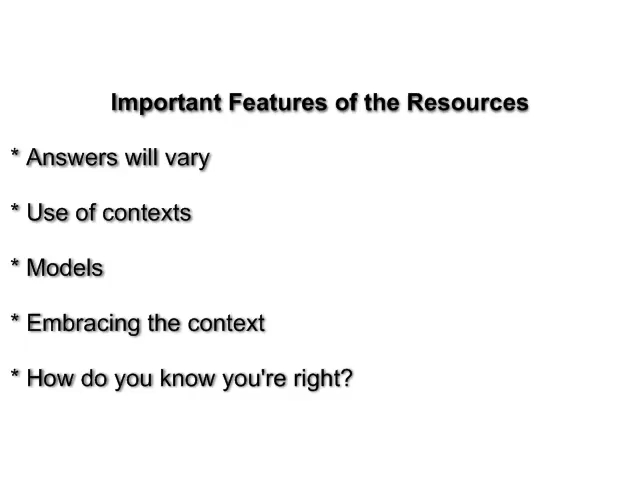 Important Features of the Resources
* Answers will vary
* Use of contexts
* Models
* Embracing the context
* How do you know you're right?